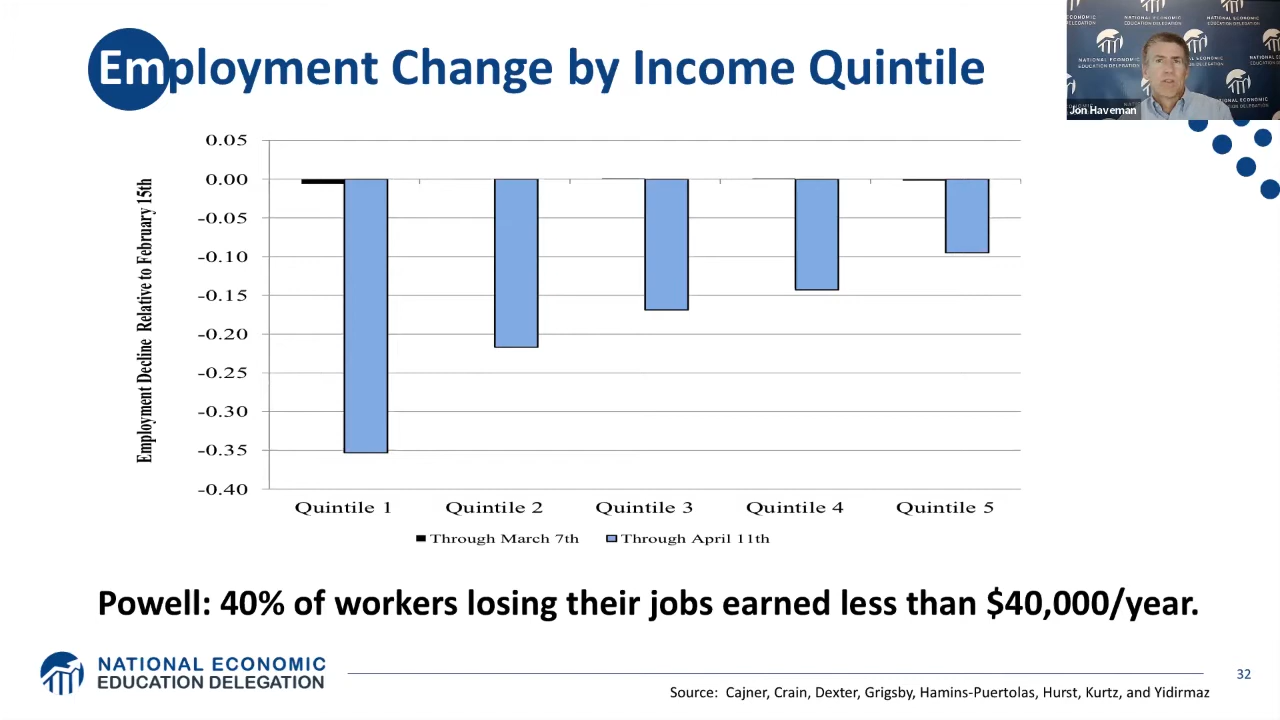 Employment Change by Income Quintile
NATIONAL ECONOMIC
EDUCATION DELEGATION
Jon Haveman
Employment Decline Relative to February 15th
0.05
0.00
-0.05
-0.10
-0.15
-0.20
-0.25
-0.30
-0.35
-0.40
Quintile 1 Quintile 2 Quintile 3 Quintile 4 Quintile 5
Through March 7th Through April 11th
Powell: 40% of workers losing their jobs earned less than $40,000/year.
NATIONAL ECONOMIC
EDUCATION DELEGATION
32
Source: Cajner, Crain, Dexter, Grigsby, Hamins-Puertolas, Hurst, Kurtz, and Yidirmaz